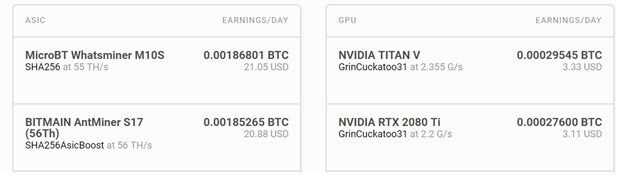 ASIC EARNINGS/DAY
MicroBT Whatsminer M10S 0.00186801 BTC
SHA256 at 55 TH/s 21.05 USD
BITMAIN AntMiner S17 0.00185265 BTC
(56Th) 20.88 USD
SHA256AsicBoost at 56 TH/s
GPU EARNINGS/DAY
NVIDIA TITAN V 0.00029545 BTC
GrinCuckatoo31 at 2.355 G/s 3.33 USD
NVIDIA RTX 2080 Ti 0.00027600 BTC
GrinCuckatoo31 at 2.2 G/s 3.11 USD